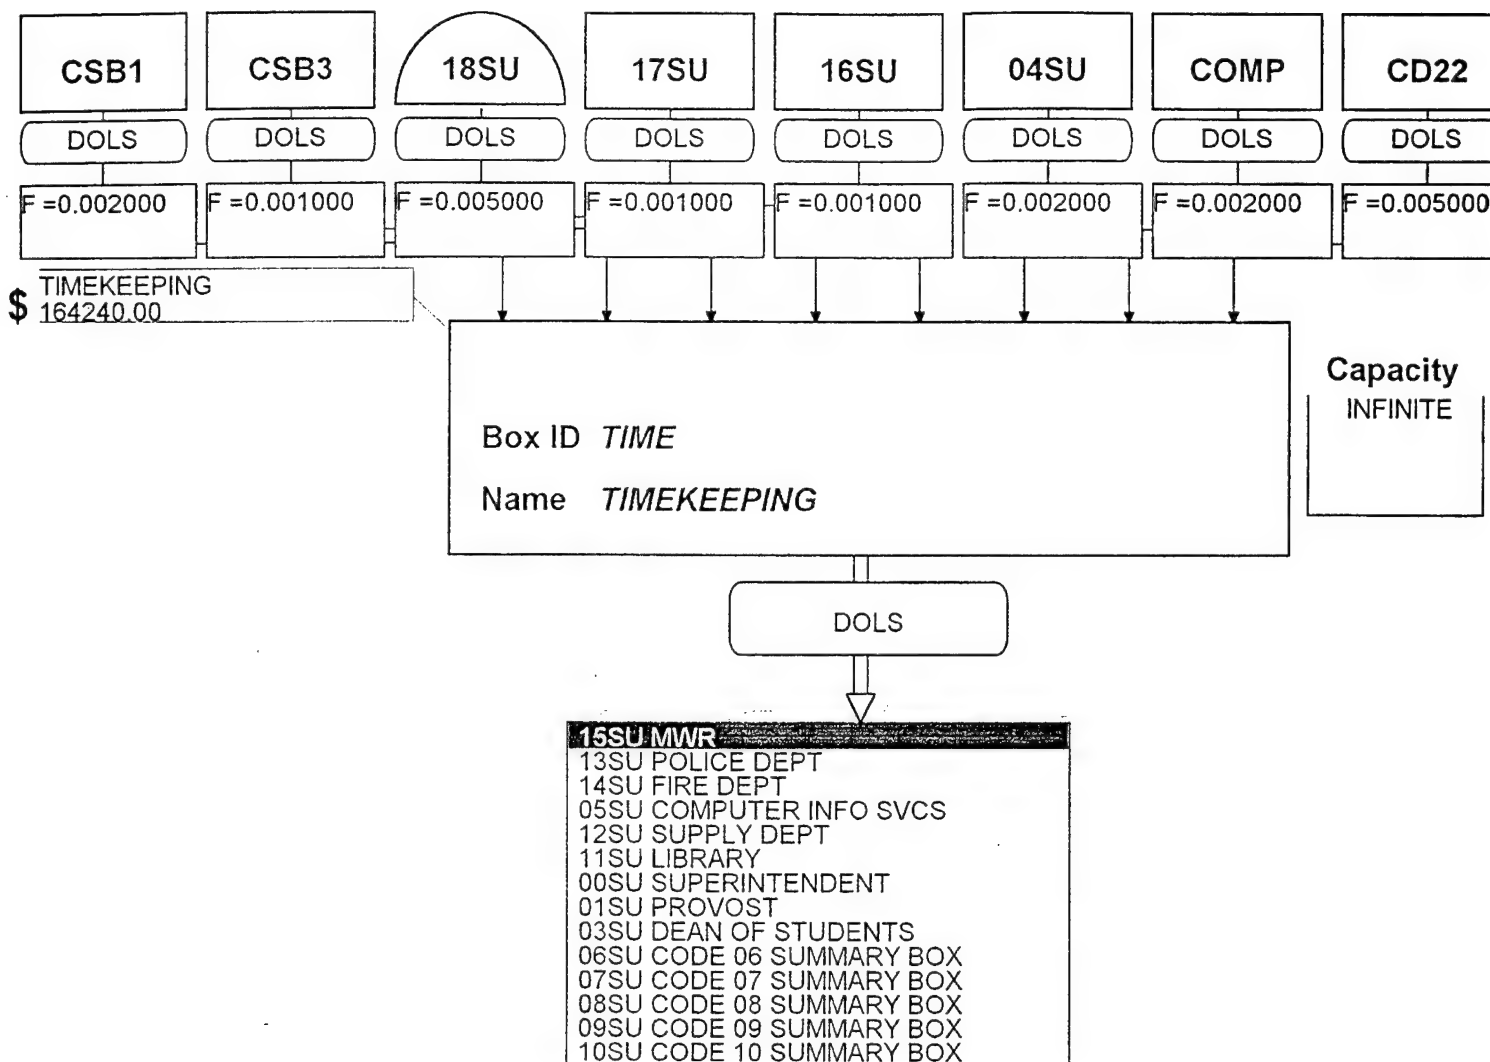 CSB1 CSB3 18SU 17SU 16SU 04SU COMP CD22
DOLS DOLS DOLS DOLS DOLS DOLS DOLS DOLS
F =0.002000 F =0.001000 F =0.005000 F =0.001000 F =0.001000 F =0.002000 F =0.002000 F =0.005000
TIMEKEEPING
$ 164240.00
Capacity
INFINITE
Box ID TIME
Name TIMEKEEPING
DOLS
15SU MWR
13SU POLICE DEPT
14SU FIRE DEPT
05SU COMPUTER INFO SVCS
12SU SUPPLY DEPT
11SU LIBRARY
00SU SUPERINTENDENT
01SU PROVOST
03SU DEAN OF STUDENTS
06SU CODE 06 SUMMARY BOX
07SU CODE 07 SUMMARY BOX
08SU CODE 08 SUMMARY BOX
09SU CODE 09 SUMMARY BOX
10SU CODE 10 SUMMARY BOX